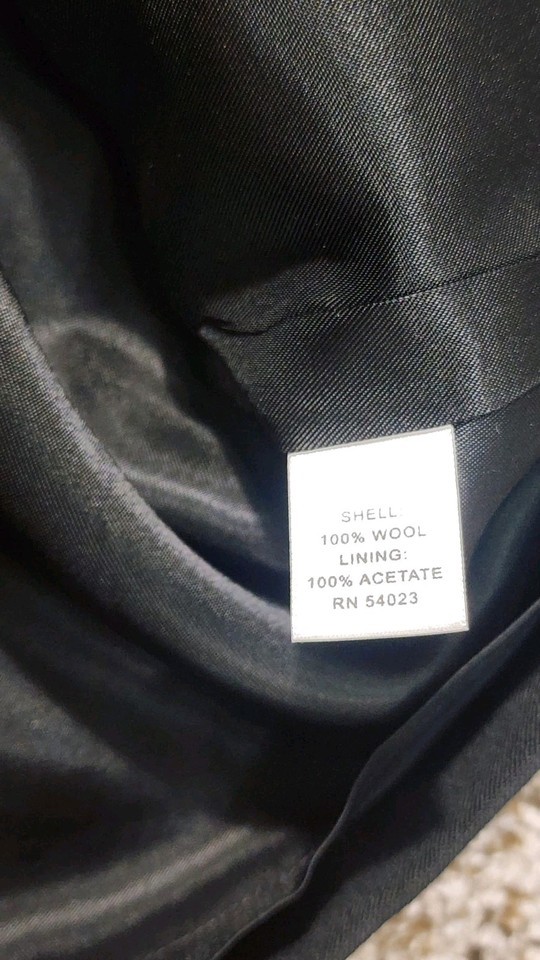 SHELL:
100% WOOL
LINING:
100% ACETATE
RN 54023